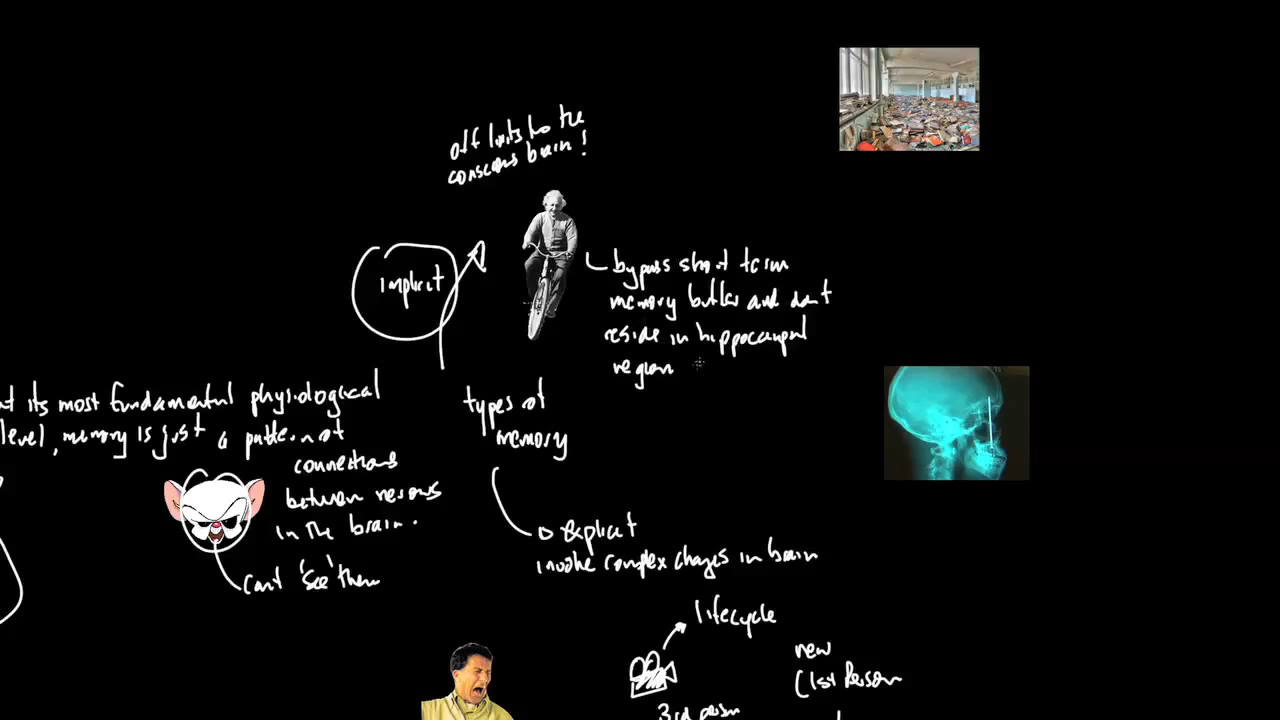 off limits to the
conscious brain!
implicit
bypass short term
memory buffer and don't
reside in hippocampal
region
at its most fundamental physiological
level, memory is just a pattern of
connections
between neurons
in the brain.
can't 'see' them
types of
memory
explicit
invoke complex changes in brain
lifecycle
new
(1st Person
3rd person